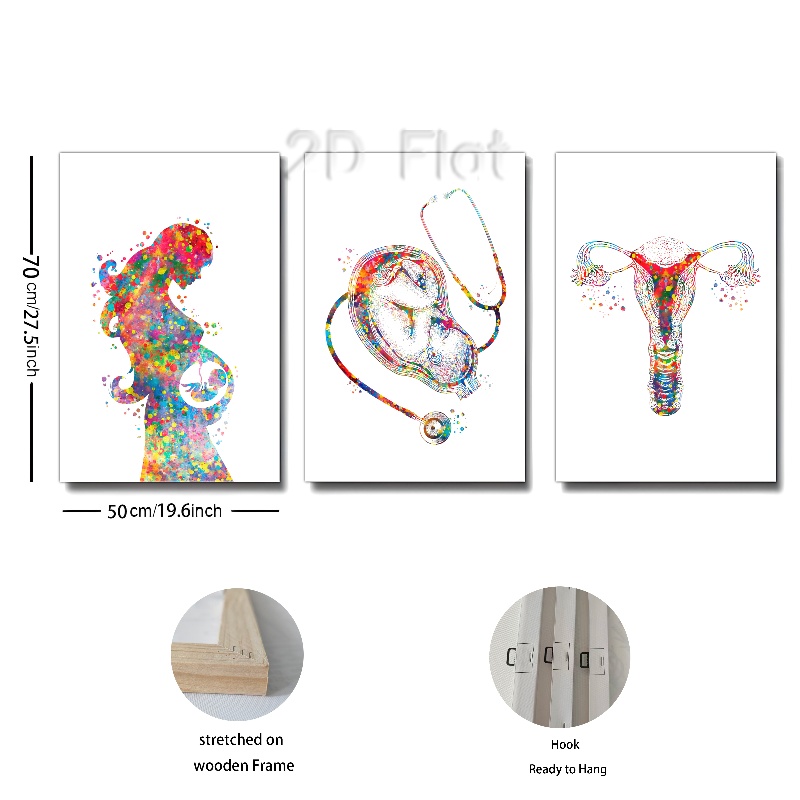 2D Flat
70 cm/27.5inch
50 cm/19.6inch
stretched on
wooden Frame
Hook
Ready to Hang